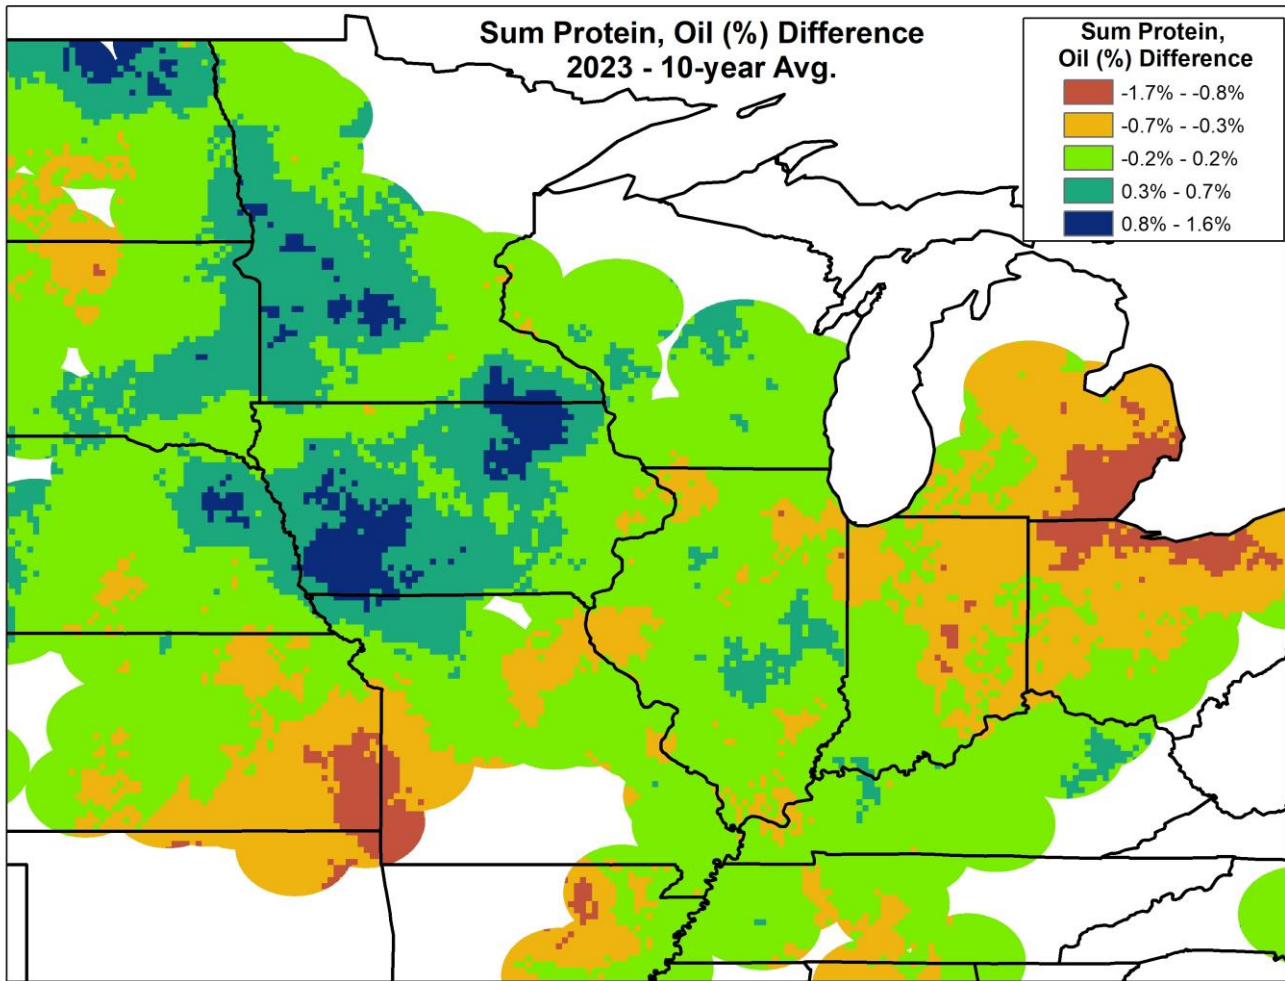 Sum Protein, Oil (%) Difference
2023 - 10-year Avg.
Sum Protein,
Oil (%) Difference
-1.7% - -0.8%
-0.7% - -0.3%
-0.2% - 0.2%
0.3% - 0.7%
0.8% - 1.6%